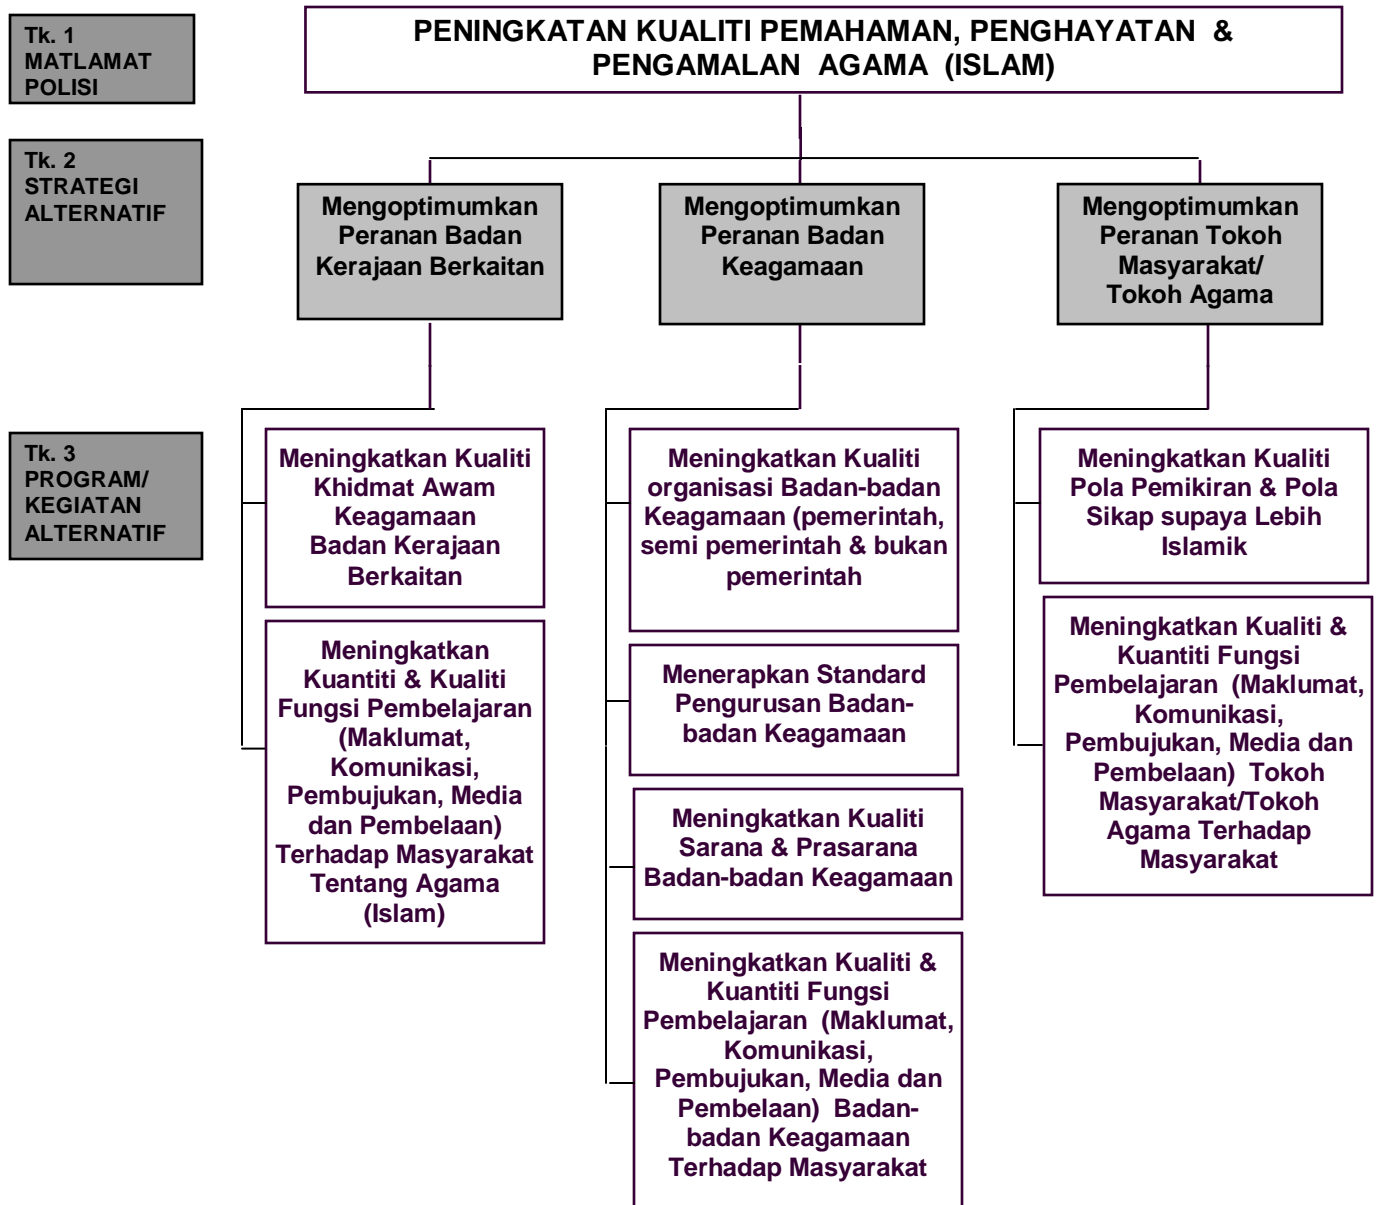 Tk. 1
MATLAMAT
POLISI
PENINGKATAN KUALITI PEMAHAMAN, PENGHAYATAN &
PENGAMALAN AGAMA (ISLAM)
Tk. 2
STRATEGI
ALTERNATIF
Mengoptimumkan
Peranan Badan
Kerajaan Berkaitan
Mengoptimumkan
Peranan Badan
Keagamaan
Mengoptimumkan
Peranan Tokoh
Masyarakat/
Tokoh Agama
Tk. 3
PROGRAM/
KEGIATAN
ALTERNATIF
Meningkatkan Kualiti
Khidmat Awam
Keagamaan
Badan Kerajaan
Berkaitan
Meningkatkan
Kuantiti & Kualiti
Fungsi Pembelajaran
(Maklumat,
Komunikasi,
Pembujukan, Media
dan Pembelaan)
Terhadap Masyarakat
Tentang Agama
(Islam)
Meningkatkan Kualiti
organisasi Badan-badan
Keagamaan (pemerintah,
semi pemerintah & bukan
pemerintah
Menerapkan Standard
Pengurusan Badan-
badan Keagamaan
Meningkatkan Kualiti
Sarana & Prasarana
Badan-badan Keagamaan
Meningkatkan Kualiti &
Kuantiti Fungsi
Pembelajaran (Maklumat,
Komunikasi,
Pembujukan, Media dan
Pembelaan) Badan-
badan Keagamaan
Terhadap Masyarakat
Meningkatkan Kualiti
Pola Pemikiran & Pola
Sikap supaya Lebih
Islamik
Meningkatkan Kualiti &
Kuantiti Fungsi
Pembelajaran (Maklumat,
Komunikasi,
Pembujukan, Media dan
Pembelaan) Tokoh
Masyarakat/Tokoh
Agama Terhadap
Masyarakat